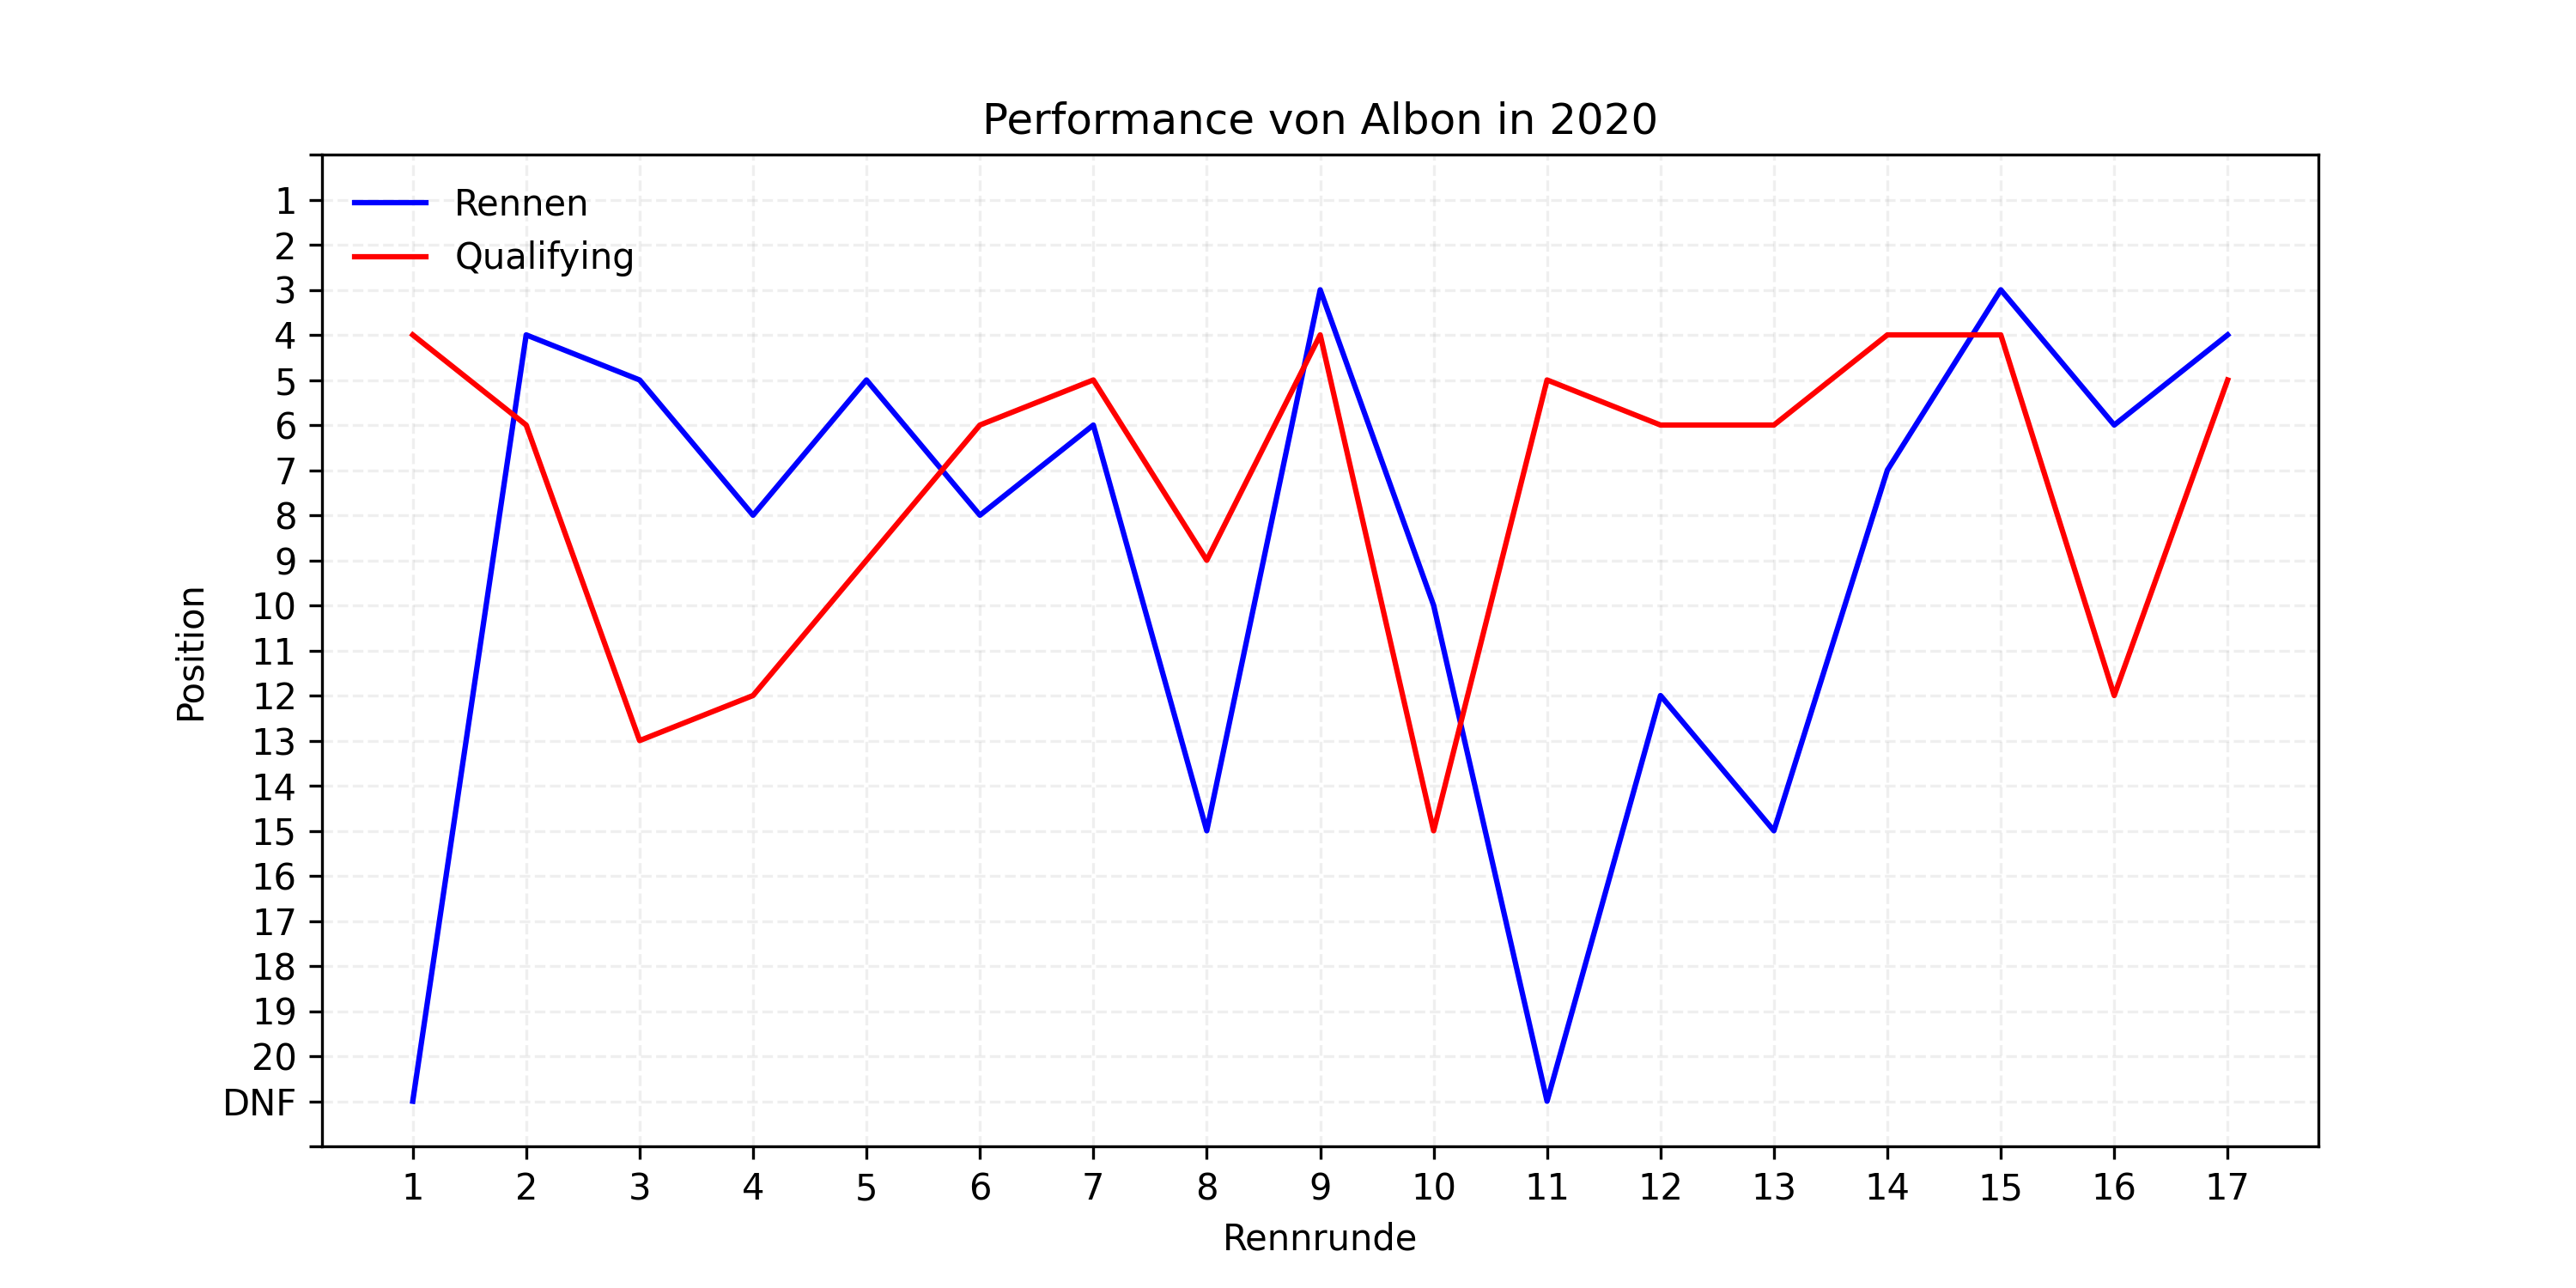 Performance von Albon in 2020
Rennen
Qualifying
Position
1
2
3
4
5
6
7
8
9
10
11
12
13
14
15
16
17
18
19
20
DNF
1 2 3 4 5 6 7 8 9 10 11 12 13 14 15 16 17
Rennrunde